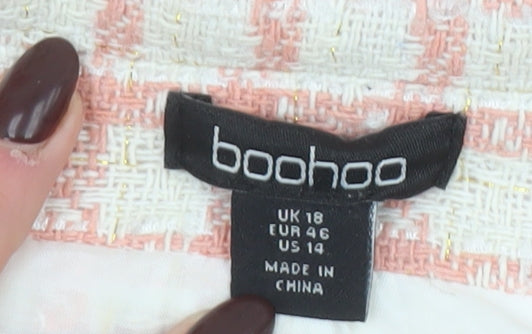 boohoo
UK 18
EUR 46
US 14
MADE IN
CHINA